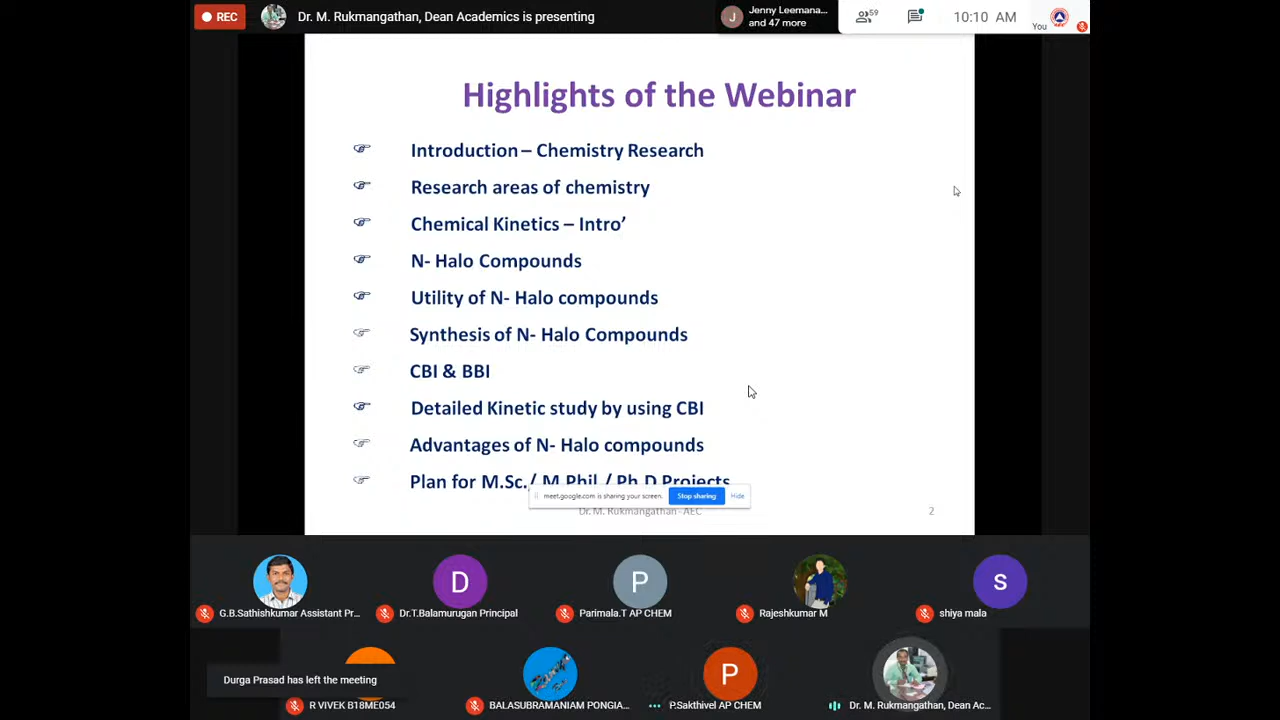 REC
Dr. M. Rukmangathan, Dean Academics is presenting
J
Jenny Leemana...
and 47 more
59
10:10 AM
You
Highlights of the Webinar
Introduction – Chemistry Research
Research areas of chemistry
Chemical Kinetics – Intro’
N- Halo Compounds
Utility of N- Halo compounds
Synthesis of N- Halo Compounds
CBI & BBI
Detailed Kinetic study by using CBI
Advantages of N- Halo compounds
Plan for M.Sc./ M.Phil./ Ph.D Projects
meet.google.com is sharing your screen.
Stop sharing
Hide
Dr. M. Rukmangathan - AEC
2
D
P
s
G.B.Sathishkumar Assistant Pr...
Dr.T.Balamurugan Principal
Parimala.T AP CHEM
Rajeshkumar M
shiya mala
P
Durga Prasad has left the meeting
R VIVEK B18ME054
BALASUBRAMANIAM PONGIA...
P.Sakthivel AP CHEM
Dr. M. Rukmangathan, Dean Ac...